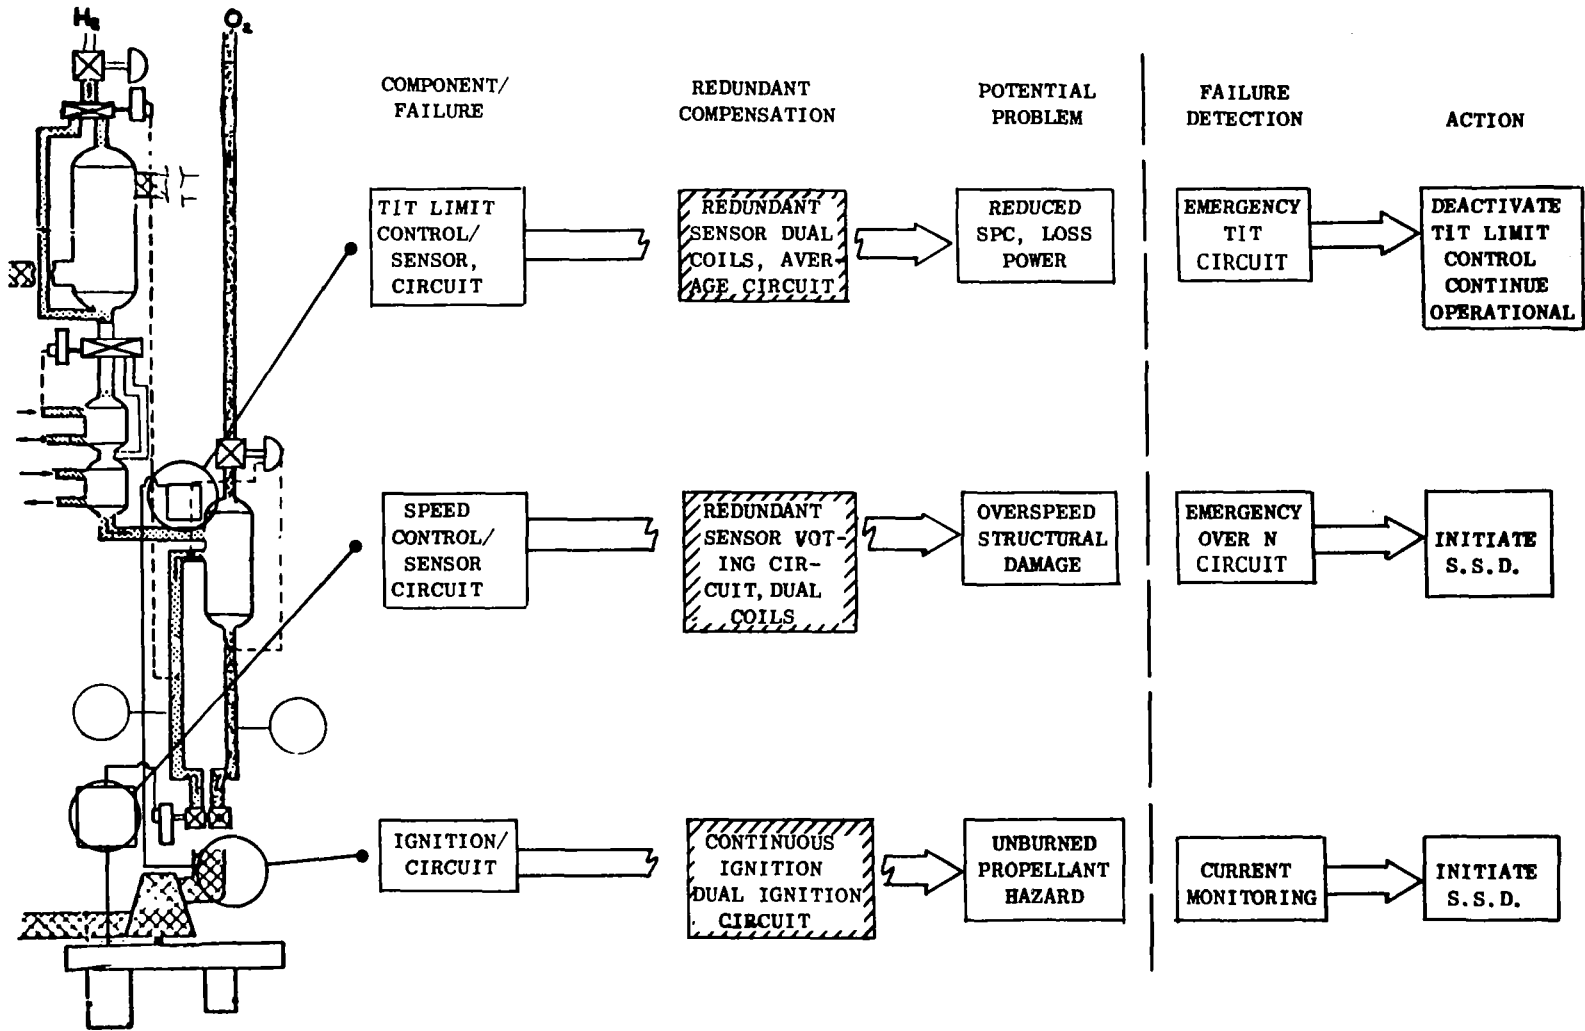 H2
O2
COMPONENT/
FAILURE
REDUNDANT
COMPENSATION
POTENTIAL
PROBLEM
FAILURE
DETECTION
ACTION
TIT LIMIT
CONTROL/
SENSOR,
CIRCUIT
REDUNDANT
SENSOR DUAL
COILS, AVER-
AGE CIRCUIT
REDUCED
SPC, LOSS
POWER
EMERGENCY
TIT
CIRCUIT
DEACTIVATE
TIT LIMIT
CONTROL
CONTINUE
OPERATIONAL
SPEED
CONTROL/
SENSOR
CIRCUIT
REDUNDANT
SENSOR VOT-
ING CIR-
CUIT, DUAL
COILS
OVERSPEED
STRUCTURAL
DAMAGE
EMERGENCY
OVER N
CIRCUIT
INITIATE
S.S.D.
IGNITION/
CIRCUIT
CONTINUOUS
IGNITION
DUAL IGNITION
CIRCUIT
UNBURNED
PROPELLANT
HAZARD
CURRENT
MONITORING
INITIATE
S.S.D.